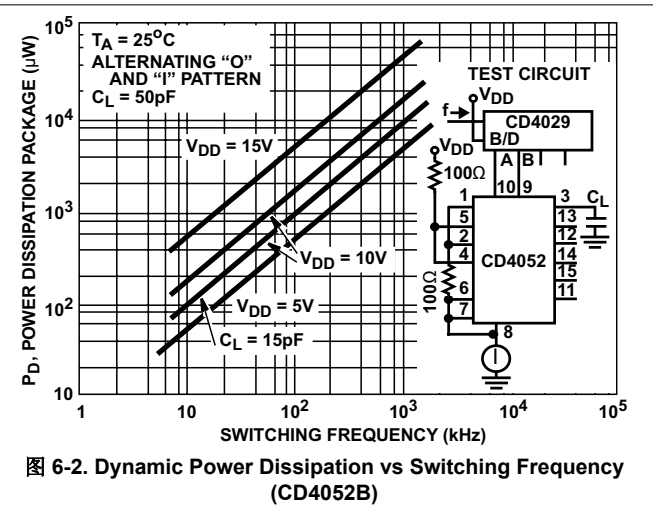 10⁵
10⁴
10³
10²
10
P_D, POWER DISSIPATION PACKAGE (µW)
T_A = 25°C
ALTERNATING “O”
AND “I” PATTERN
C_L = 50pF
V_DD = 15V
V_DD = 10V
V_DD = 5V
C_L = 15pF
TEST CIRCUIT
V_DD
f
CD4029
B/D
A B
V_DD
100Ω
10 9
1
5
2
4
6
7
CD4052
3
13
12
14
15
11
C_L
100Ω
8
I
1 10 10² 10³ 10⁴ 10⁵
SWITCHING FREQUENCY (kHz)
图 6-2. Dynamic Power Dissipation vs Switching Frequency
(CD4052B)